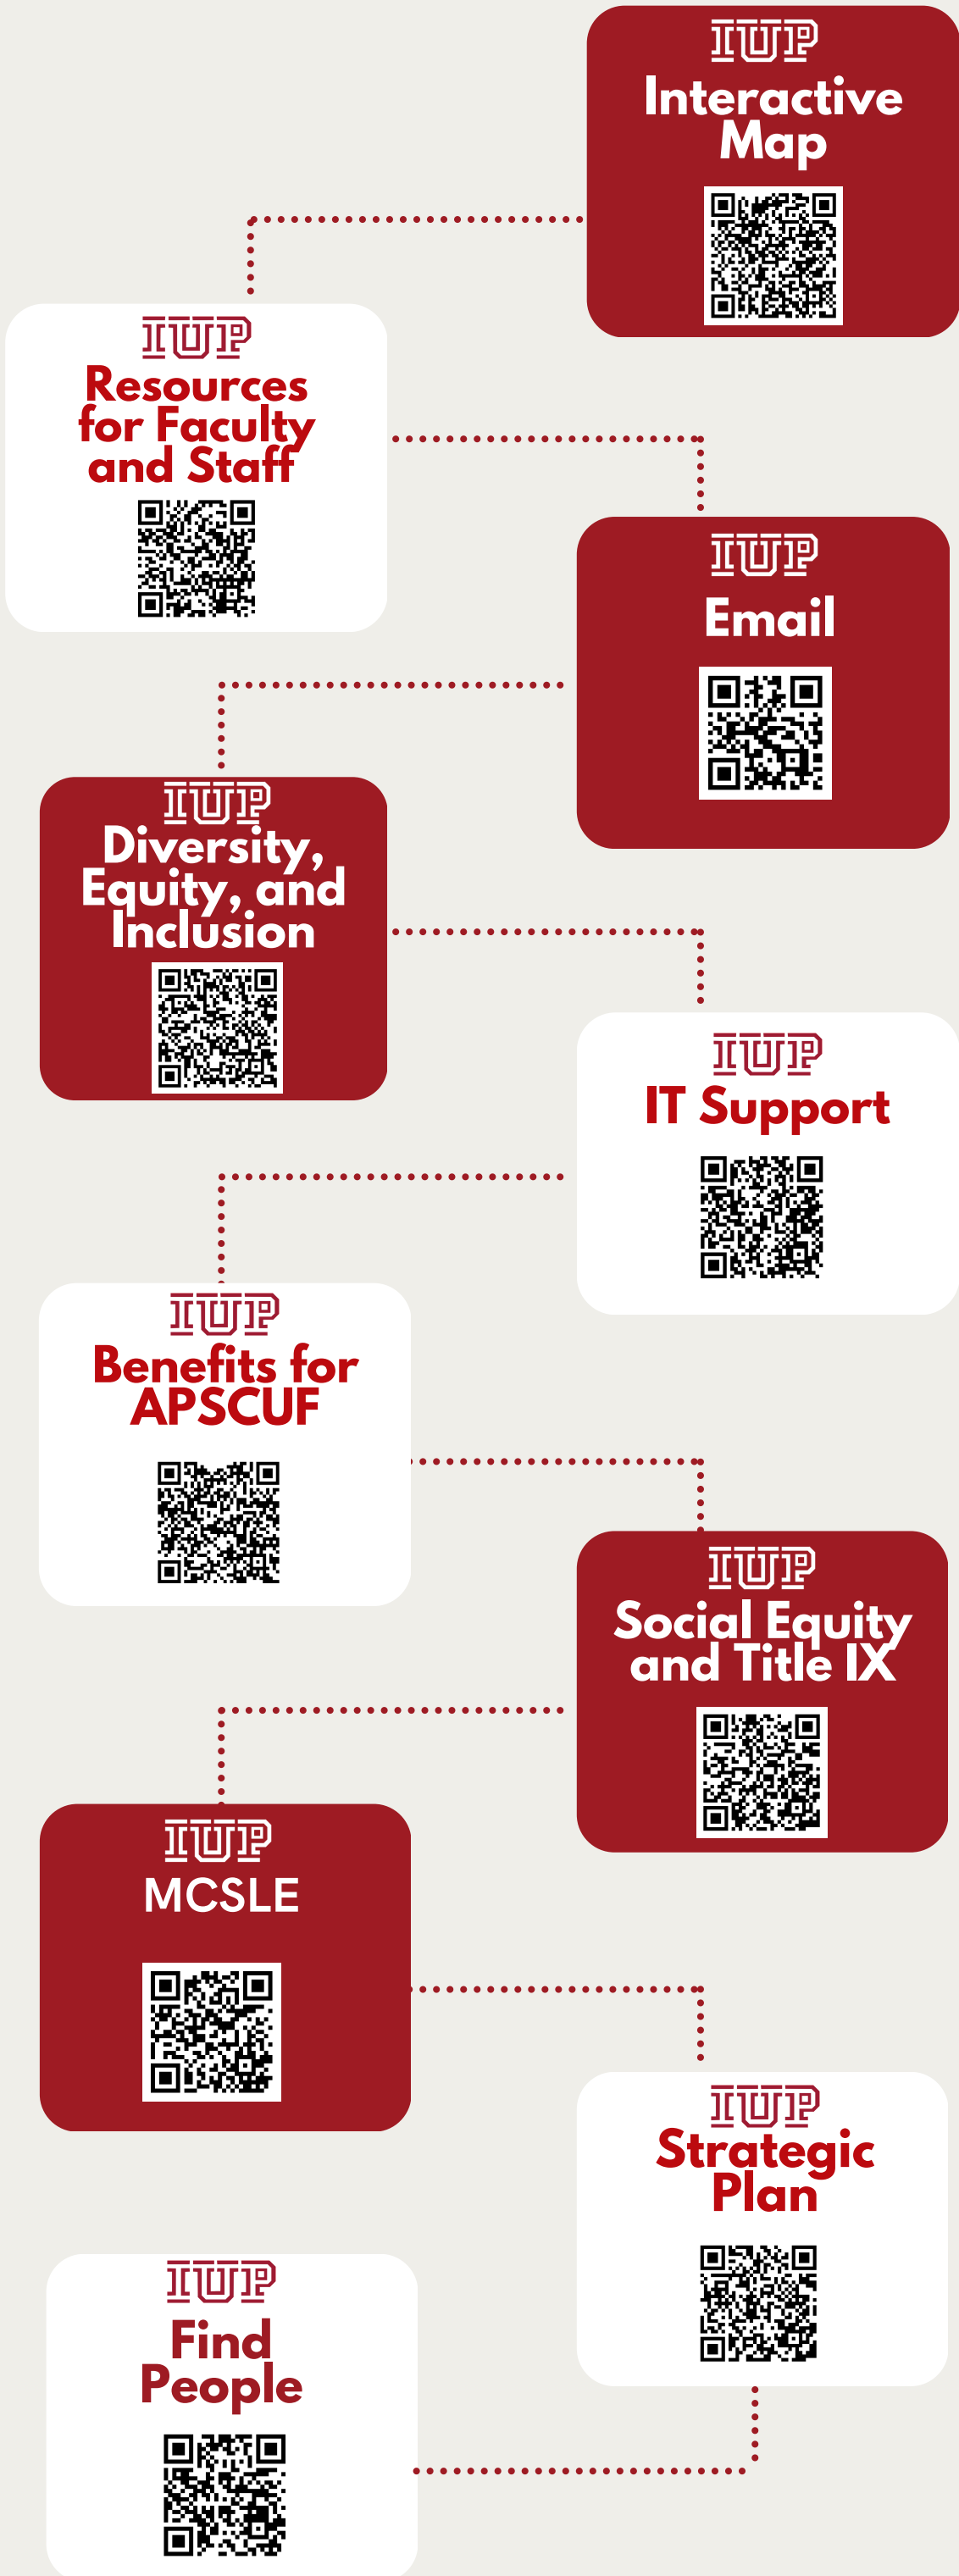 IUP
Interactive
Map
IUP
Resources
for Faculty
and Staff
IUP
Email
IUP
Diversity,
Equity, and
Inclusion
IUP
IT Support
IUP
Benefits for
APSCUF
IUP
Social Equity
and Title IX
IUP
MCSLE
IUP
Strategic
Plan
IUP
Find
People